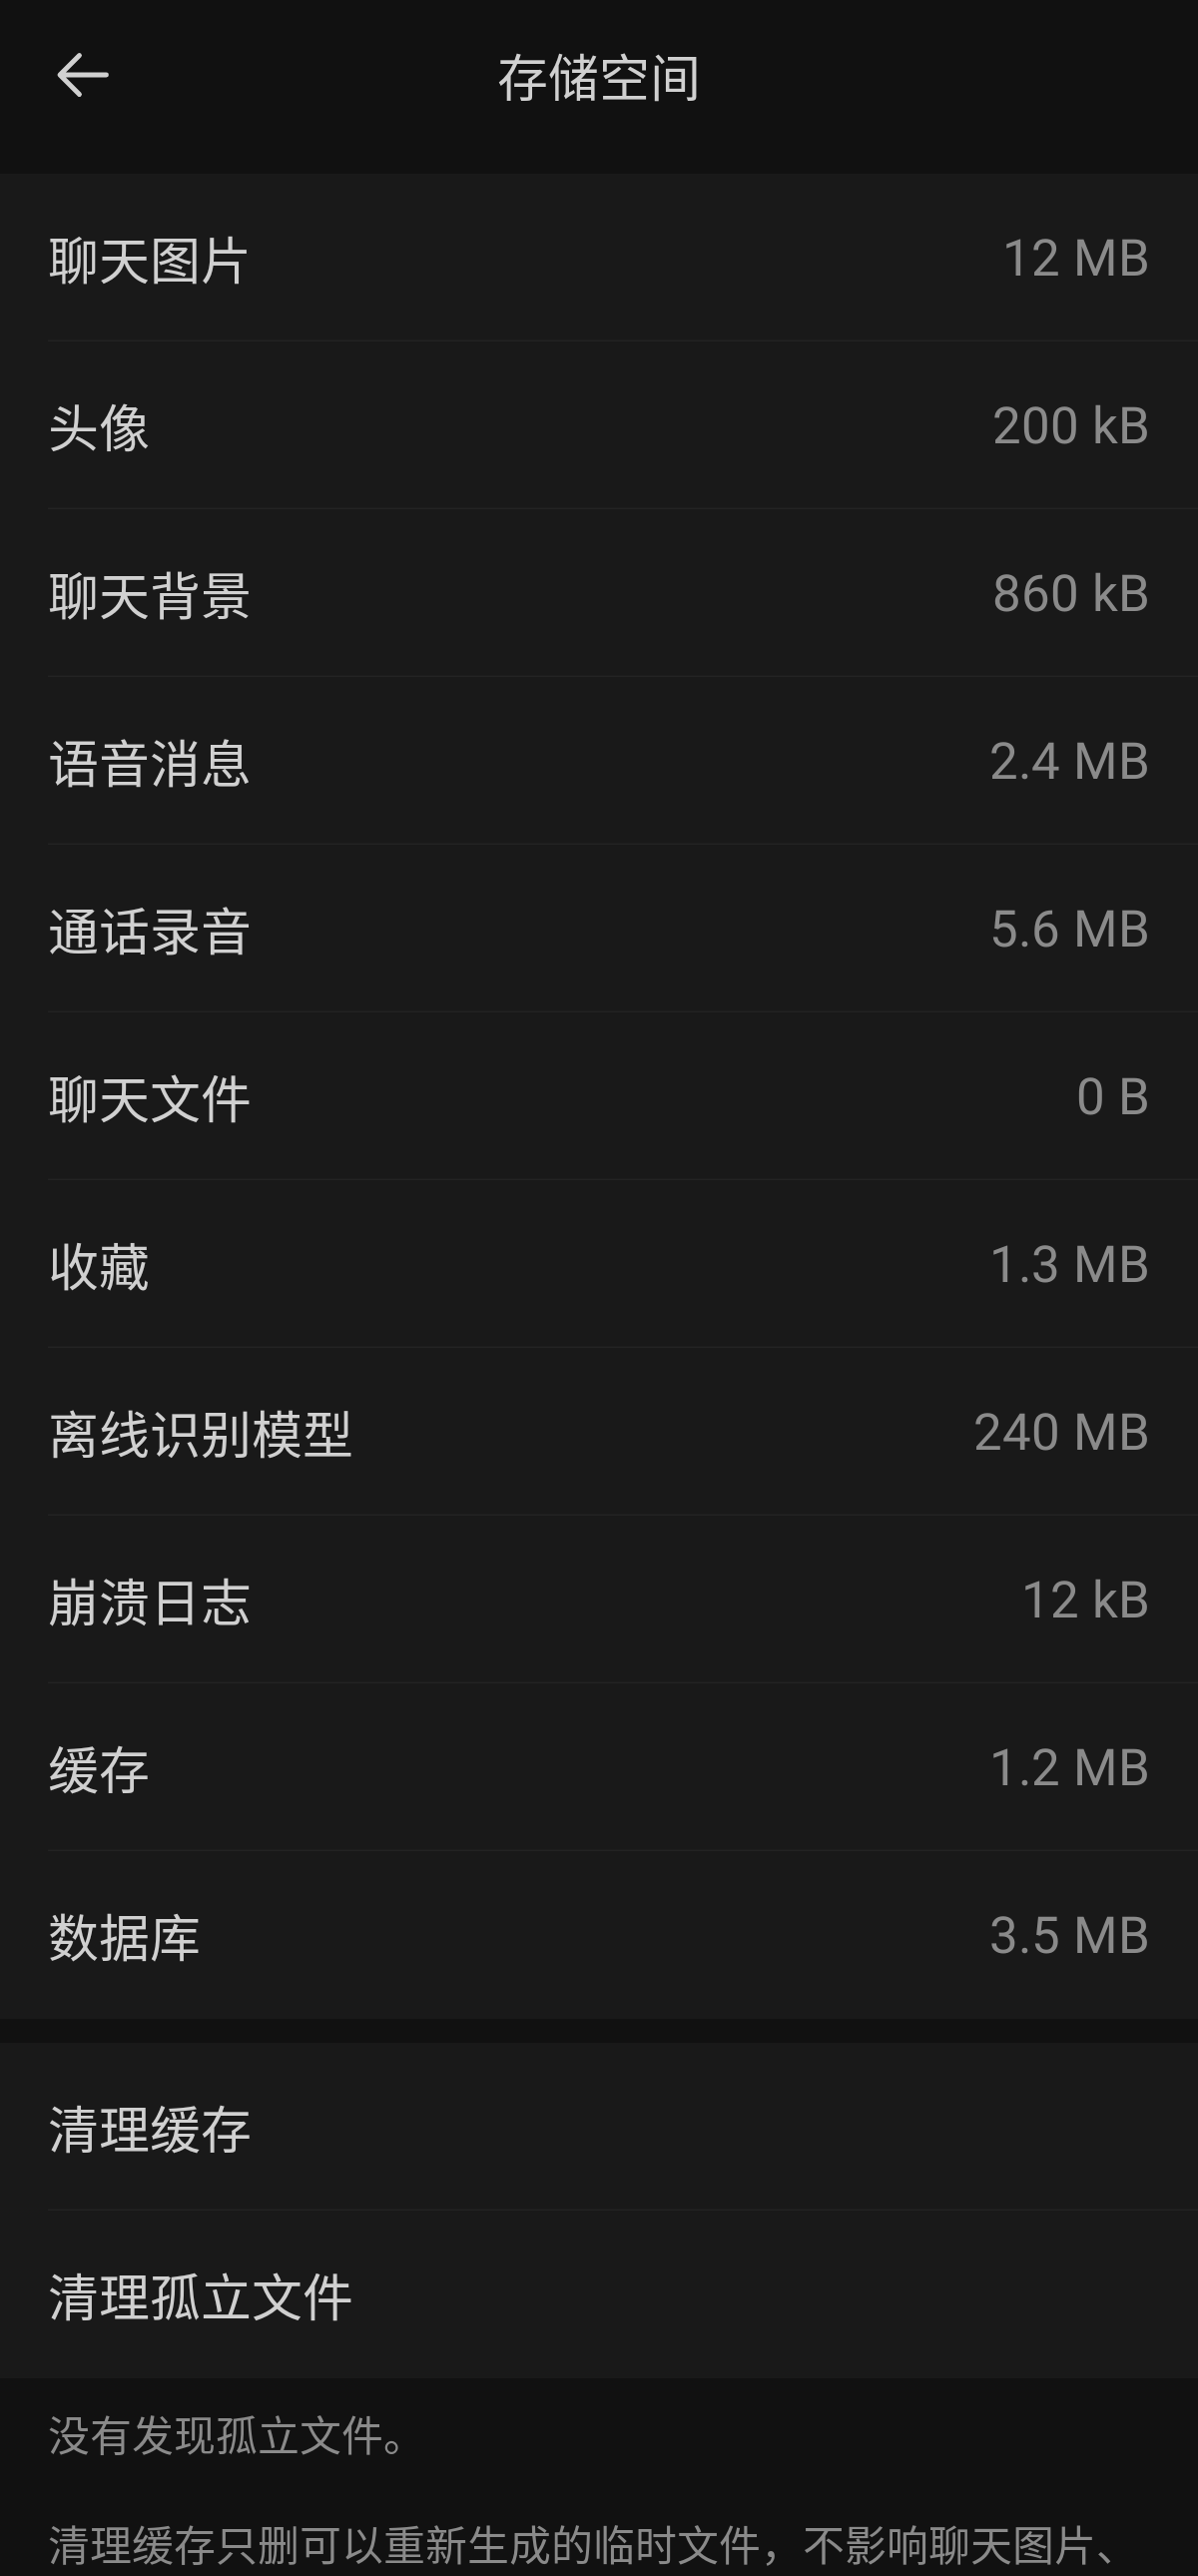 存储空间
聊天图片 12 MB
头像 200 kB
聊天背景 860 kB
语音消息 2.4 MB
通话录音 5.6 MB
聊天文件 0 B
收藏 1.3 MB
离线识别模型 240 MB
崩溃日志 12 kB
缓存 1.2 MB
数据库 3.5 MB
清理缓存
清理孤立文件
没有发现孤立文件。
清理缓存只删可以重新生成的临时文件，不影响聊天图片、